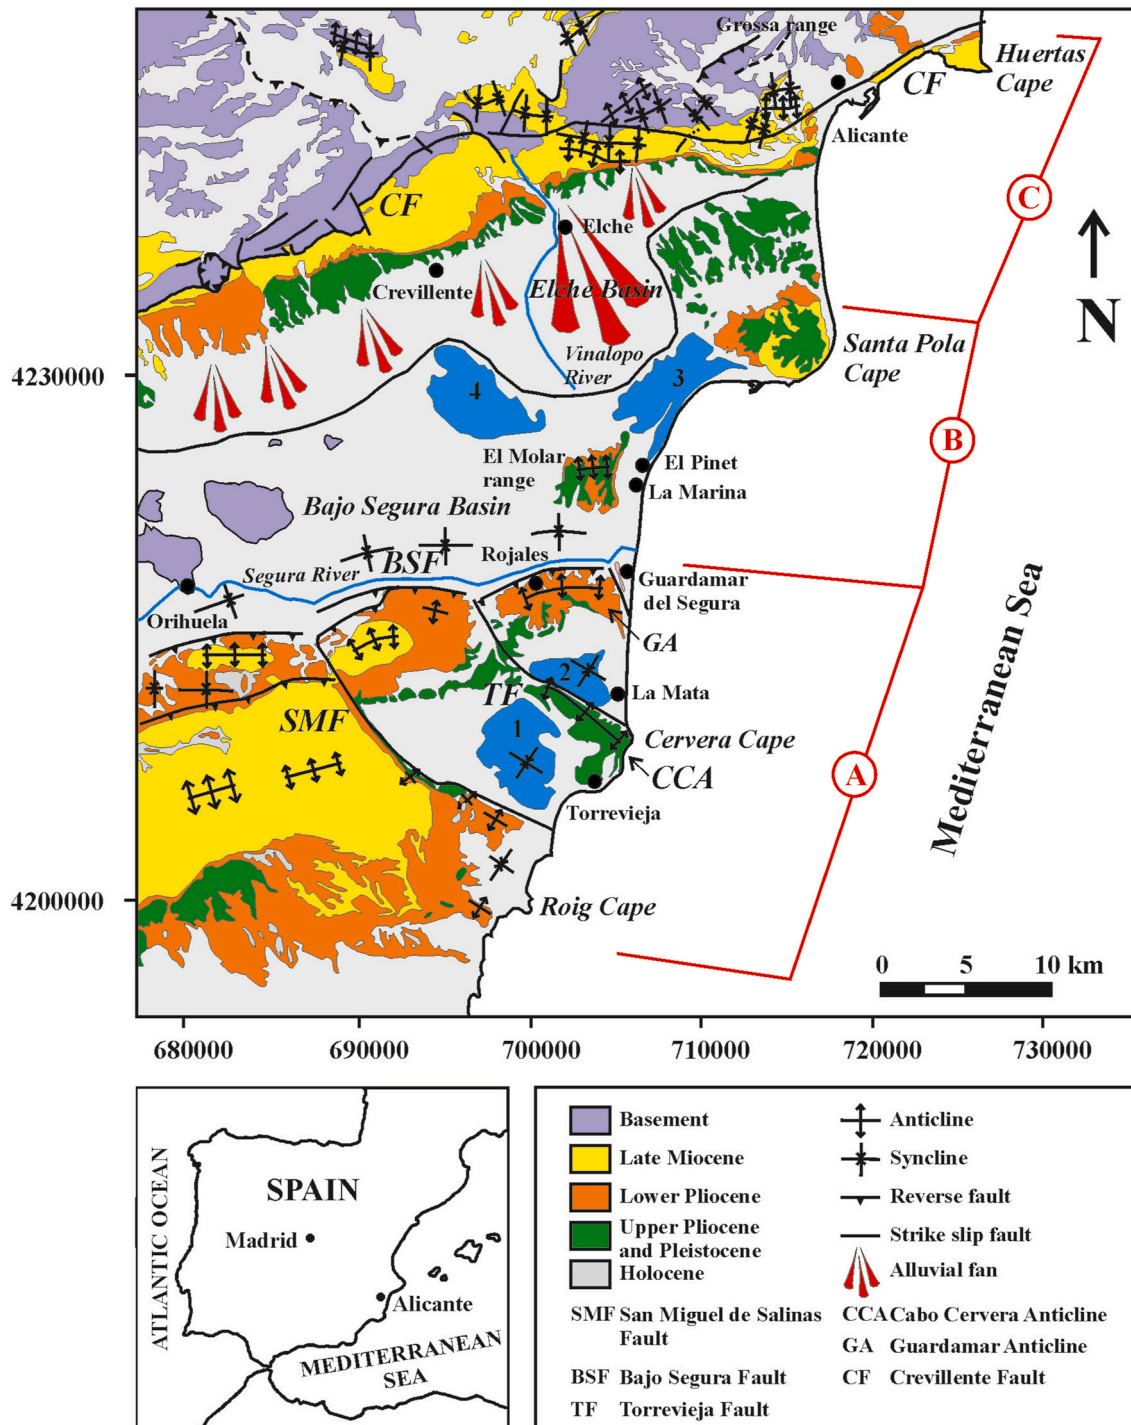 Grossa range
Huertas
Cape
CF
Alicante
CF
C
Elche
Crevillente
Elche Basin
N
Vinalopo
River
Santa Pola
Cape
4230000
3
4
B
El Molar
range
El Pinet
La Marina
Bajo Segura Basin
BSF
Rojales
Segura River
Guardamar
del Segura
Orihuela
GA
2
La Mata
TF
SMF
1
Cervera Cape
CCA
A
Torrevieja
Mediterranean Sea
4200000
Roig Cape
0 5 10 km
680000 690000 700000 710000 720000 730000
ATLANTIC OCEAN
SPAIN
Madrid
Alicante
MEDITERRANEAN
SEA
Basement
Late Miocene
Lower Pliocene
Upper Pliocene
and Pleistocene
Holocene
SMF San Miguel de Salinas
Fault
BSF Bajo Segura Fault
TF Torrevieja Fault
Anticline
Syncline
Reverse fault
Strike slip fault
Alluvial fan
CCA Cabo Cervera Anticline
GA Guardamar Anticline
CF Crevillente Fault